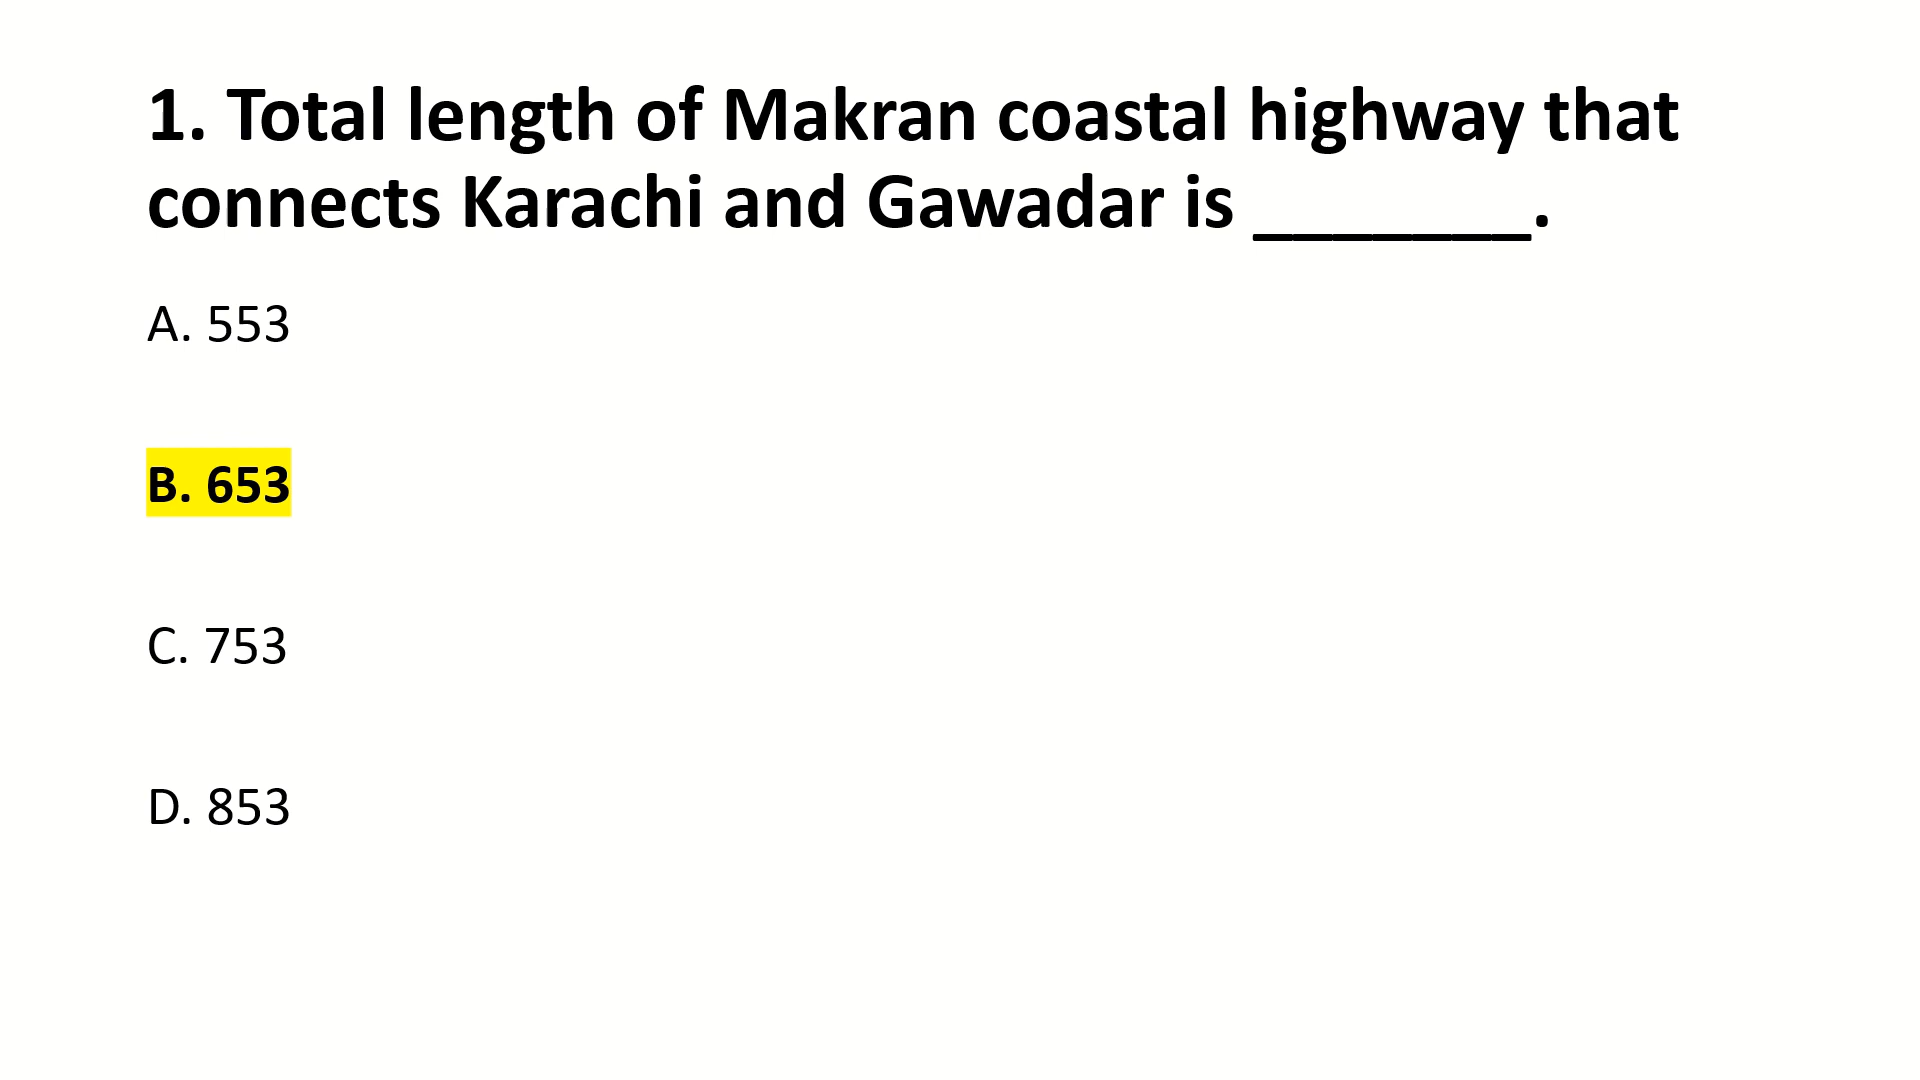 1. Total length of Makran coastal highway that
connects Karachi and Gawadar is _______.
A. 553
B. 653
C. 753
D. 853